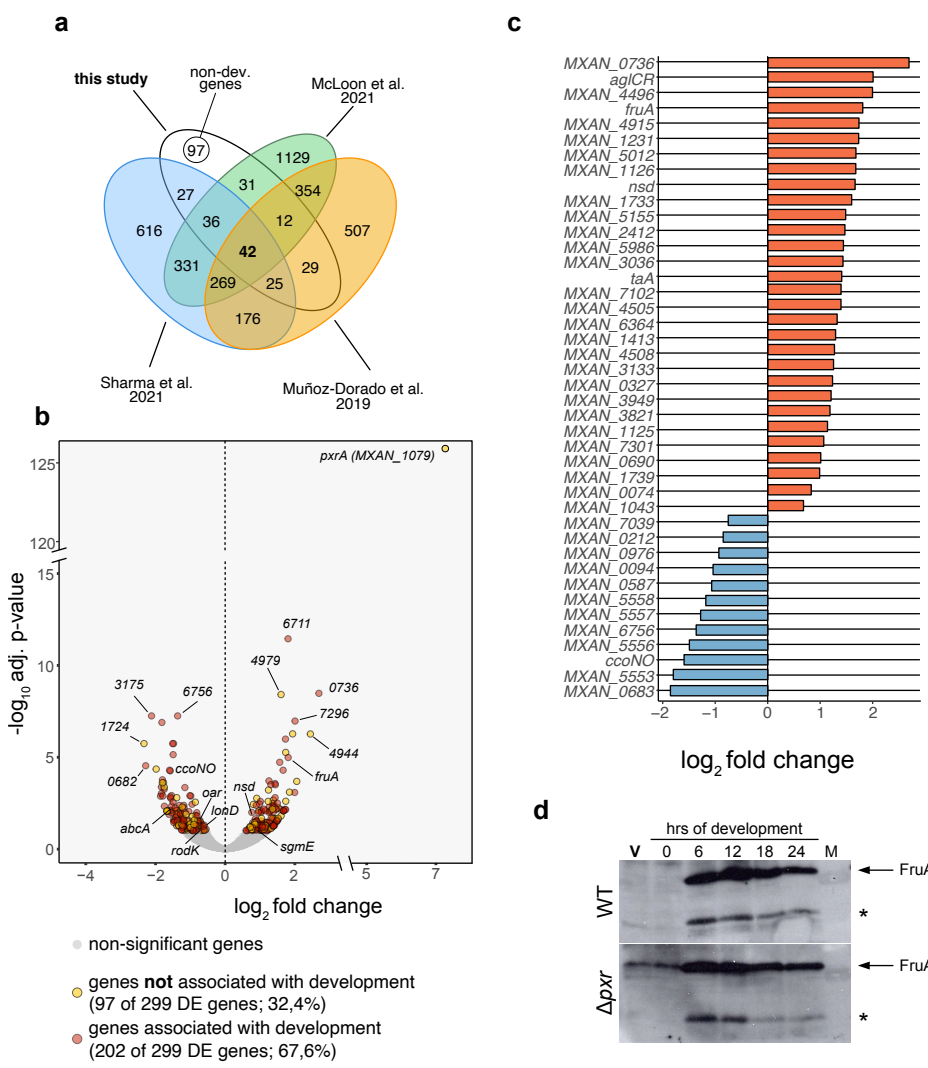 a
this study
non-dev.
genes
McLoon et al.
2021
97
1129
27
31
354
36
12
616
507
42
331
29
269
25
176
Sharma et al.
2021
Muñoz-Dorado et al.
2019
b
pxrA (MXAN_1079)
125
120
15
10
5
0
-log10 adj. p-value
6711
4979
0736
3175
6756
7296
1724
4944
ccoNO
fruA
0682
oar
nsd
lonD
abcA
rodK
sgmE
−4
−2
0
2
7
log2 fold change
non-significant genes
genes not associated with development
(97 of 299 DE genes; 32,4%)
genes associated with development
(202 of 299 DE genes; 67,6%)
c
MXAN_0736
aglCR
MXAN_4496
fruA
MXAN_4915
MXAN_1231
MXAN_5012
MXAN_1126
nsd
MXAN_1733
MXAN_5155
MXAN_2412
MXAN_5986
MXAN_3036
taA
MXAN_7102
MXAN_4505
MXAN_6364
MXAN_1413
MXAN_4508
MXAN_3133
MXAN_0327
MXAN_3949
MXAN_3821
MXAN_1125
MXAN_7301
MXAN_0690
MXAN_1739
MXAN_0074
MXAN_1043
MXAN_7039
MXAN_0212
MXAN_0976
MXAN_0094
MXAN_0587
MXAN_5558
MXAN_5557
MXAN_6756
MXAN_5556
ccoNO
MXAN_5553
MXAN_0683
−2
−1
0
1
2
log2 fold change
d
hrs of development
V 0 6 12 18 24 M
WT
FruA
*
Δpxr
FruA
*